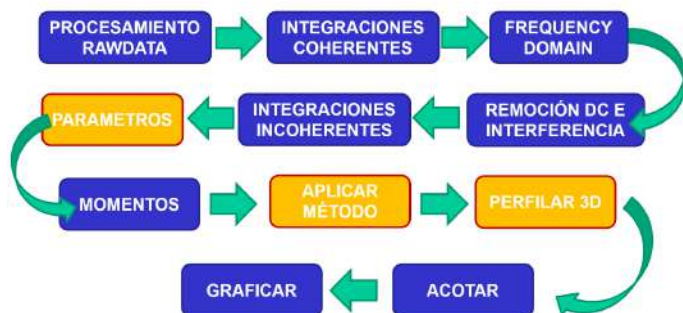 PROCESAMIENTO
RAWDATA
INTEGRACIONES
COHERENTES
FREQUENCY
DOMAIN
PARAMETROS
INTEGRACIONES
INCOHERENTES
REMOCIÓN DC E
INTERFERENCIA
MOMENTOS
APLICAR
MÉTODO
PERFILAR 3D
GRAFICAR
ACOTAR